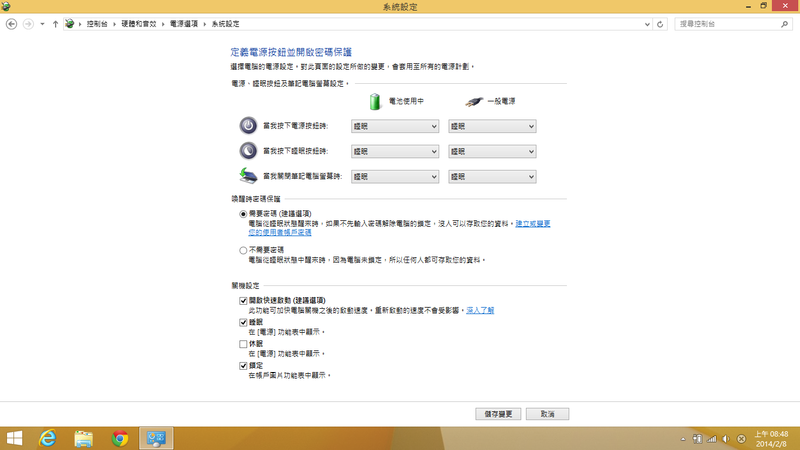 系統設定
控制台 ▸ 硬體和音效 ▸ 電源選項 ▸ 系統設定
搜尋控制台
定義電源按鈕並開啟密碼保護
選擇電腦的電源設定。對此頁面的設定所做的變更，會套用至所有的電源計劃。
電源、睡眠按鈕及筆記電腦螢幕設定。
電池使用中 一般電源
當我按下電源按鈕時: 睡眠 睡眠
當我按下睡眠按鈕時: 睡眠 睡眠
當我關閉筆記電腦螢幕時: 睡眠 睡眠
喚醒時密碼保護
需要密碼 (建議選項)
電腦從睡眠狀態醒來時，如果不先輸入密碼解除電腦的鎖定，沒人可以存取您的資料。建立或變更
您的使用者帳戶密碼
不需要密碼
電腦從睡眠狀態中醒來時，因為電腦未鎖定，所以任何人都可存取您的資料。
關機設定
開啟快速啟動 (建議選項)
此功能可加快電腦關機之後的啟動速度。重新啟動的速度不會受影響。深入了解
睡眠
在 [電源] 功能表中顯示。
休眠
在 [電源] 功能表中顯示。
鎖定
在帳戶圖片功能表中顯示。
儲存變更 取消
上午 08:48
2014/2/8